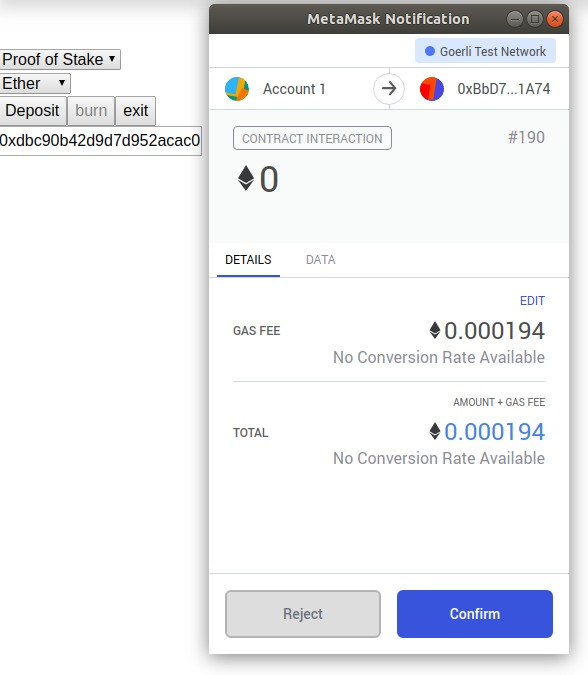 MetaMask Notification
Goerli Test Network
Account 1
0xBbD7...1A74
CONTRACT INTERACTION
#190
0
DETAILS
DATA
EDIT
GAS FEE
0.000194
No Conversion Rate Available
AMOUNT + GAS FEE
TOTAL
0.000194
No Conversion Rate Available
Reject
Confirm
Proof of Stake
Ether
Deposit burn exit
0xdbc90b42d9d7d952acac0